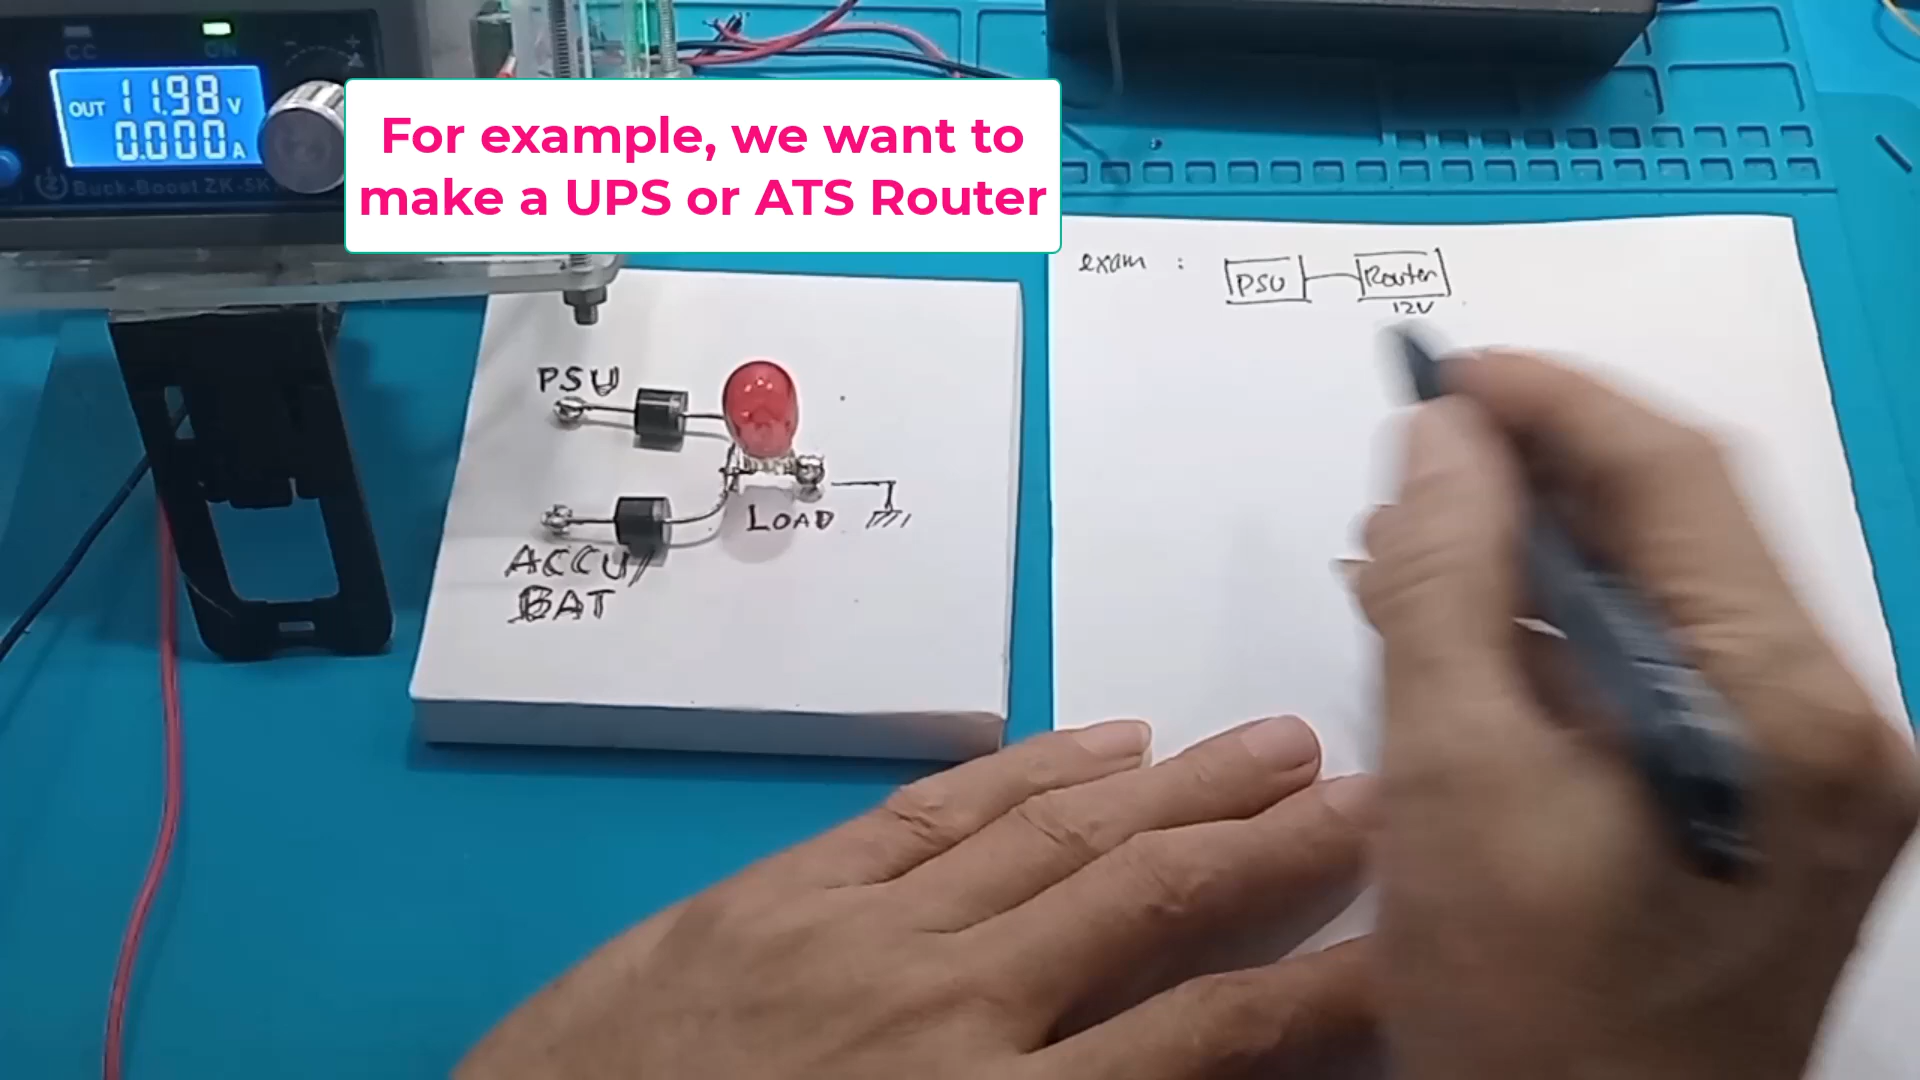 CC
ON
OUT 11.98 V
0.000 A
Buck-Boost ZK-5K
For example, we want to
make a UPS or ATS Router
exam : PSU Router
12V
PSU
LOAD
ACCU/
BAT